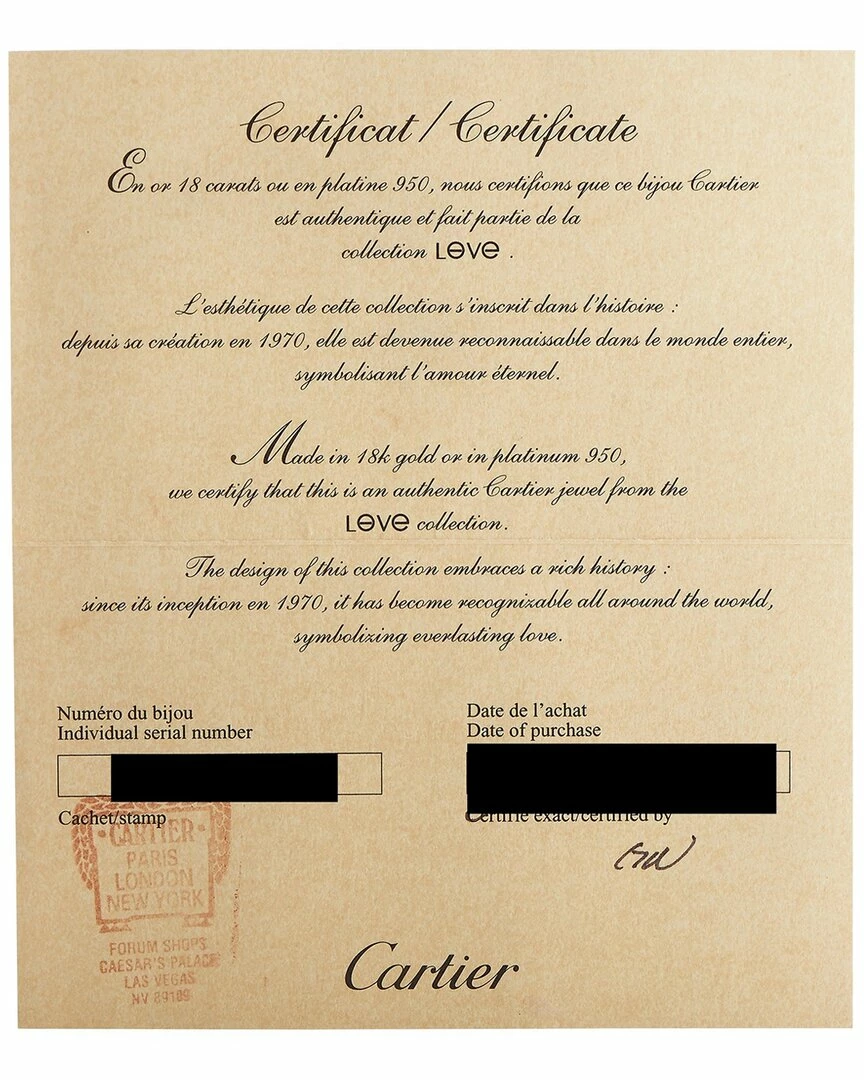 Certificat / Certificate
En or 18 carats ou en platine 950, nous certifions que ce bijou Cartier
est authentique et fait partie de la
collection LOVE .
L'esthétique de cette collection s'inscrit dans l'histoire :
depuis sa création en 1970, elle est devenue reconnaissable dans le monde entier,
symbolisant l'amour éternel.
Made in 18k gold or in platinum 950,
we certify that this is an authentic Cartier jewel from the
LOVE collection.
The design of this collection embraces a rich history :
since its inception en 1970, it has become recognizable all around the world,
symbolizing everlasting love.
Numéro du bijou
Individual serial number
Date de l'achat
Date of purchase
Cachet/stamp
Certifié exact/certified by
CARTIER
PARIS
LONDON
NEW YORK
FORUM SHOPS
CAESAR'S PALACE
LAS VEGAS
NV 89109
Cartier